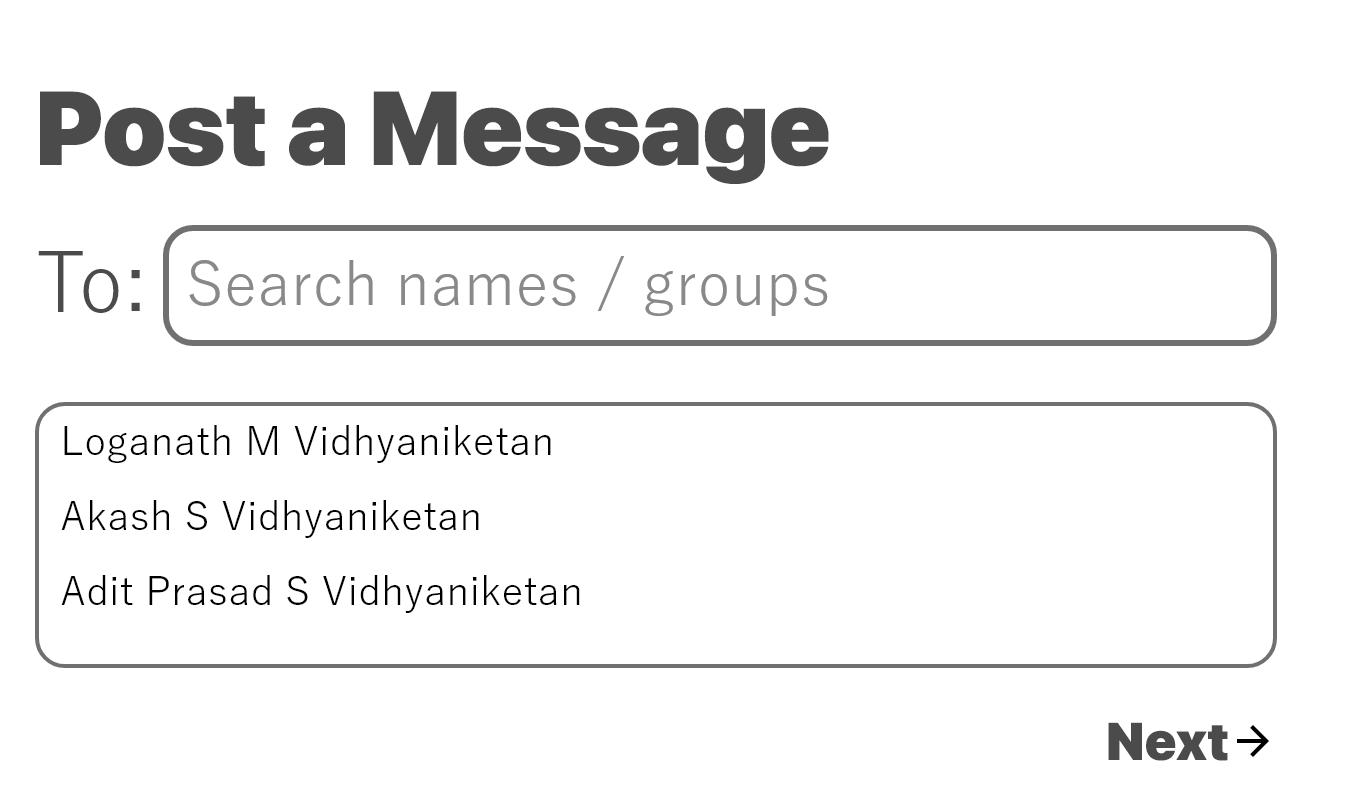 Post a Message
To: Search names / groups
Loganath M Vidhyaniketan
Akash S Vidhyaniketan
Adit Prasad S Vidhyaniketan
Next →